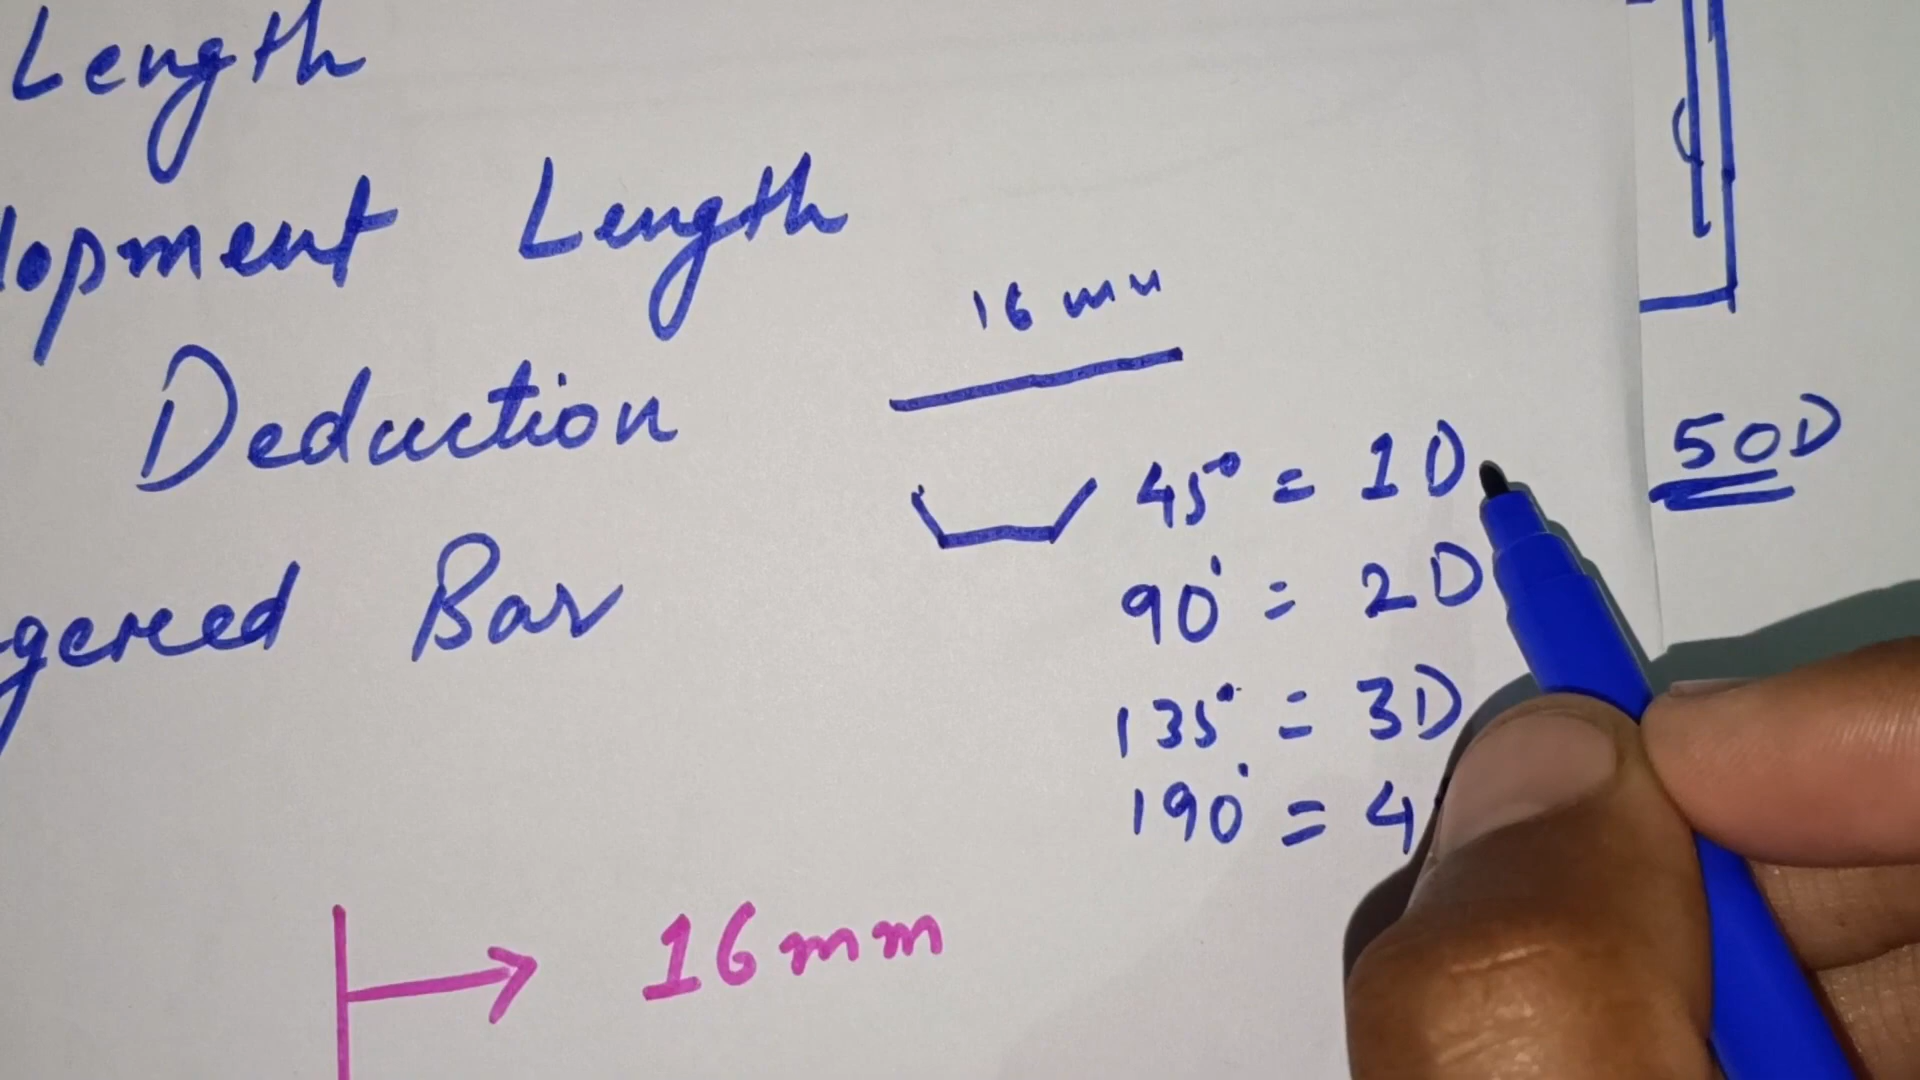 Length
lopment Length
16 mm
Deduction
45° = 1D
50D
90° = 2D
gered Bar
135° = 3D
190° = 4
16mm